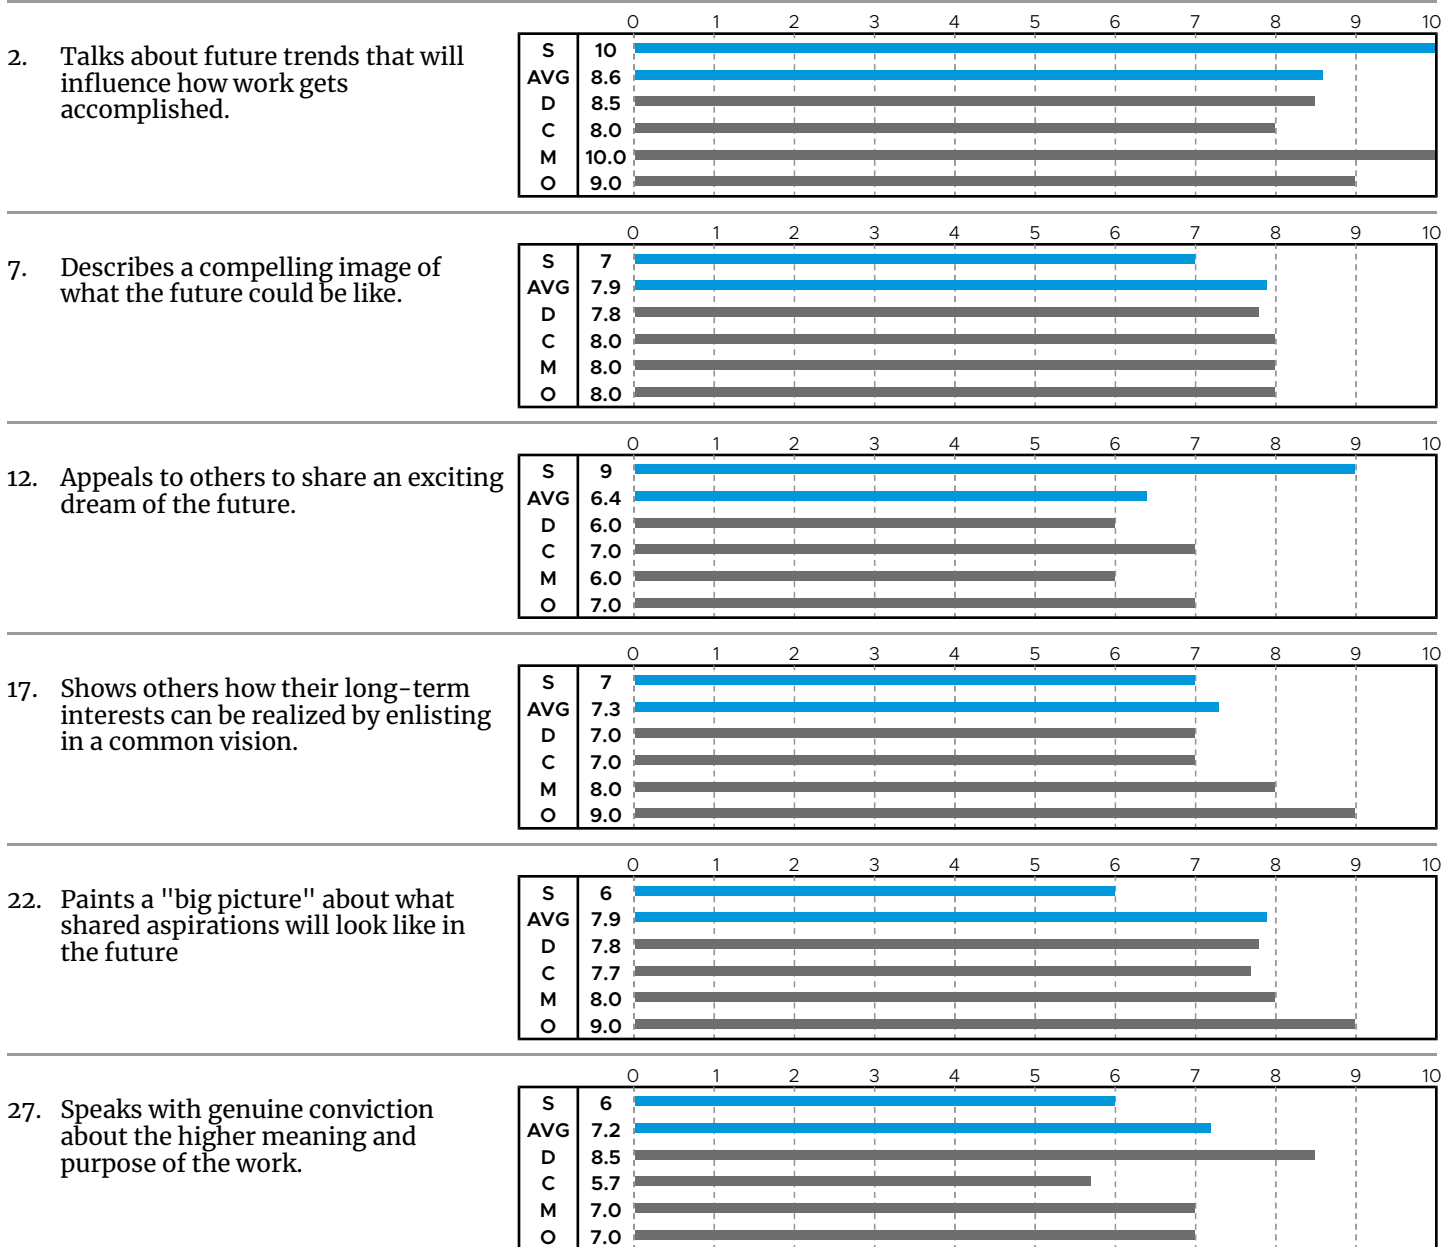 0 1 2 3 4 5 6 7 8 9 10
2. Talks about future trends that will
influence how work gets
accomplished.
S 10
AVG 8.6
D 8.5
C 8.0
M 10.0
O 9.0
0 1 2 3 4 5 6 7 8 9 10
7. Describes a compelling image of
what the future could be like.
S 7
AVG 7.9
D 7.8
C 8.0
M 8.0
O 8.0
0 1 2 3 4 5 6 7 8 9 10
12. Appeals to others to share an exciting
dream of the future.
S 9
AVG 6.4
D 6.0
C 7.0
M 6.0
O 7.0
0 1 2 3 4 5 6 7 8 9 10
17. Shows others how their long-term
interests can be realized by enlisting
in a common vision.
S 7
AVG 7.3
D 7.0
C 7.0
M 8.0
O 9.0
0 1 2 3 4 5 6 7 8 9 10
22. Paints a "big picture" about what
shared aspirations will look like in
the future
S 6
AVG 7.9
D 7.8
C 7.7
M 8.0
O 9.0
0 1 2 3 4 5 6 7 8 9 10
27. Speaks with genuine conviction
about the higher meaning and
purpose of the work.
S 6
AVG 7.2
D 8.5
C 5.7
M 7.0
O 7.0